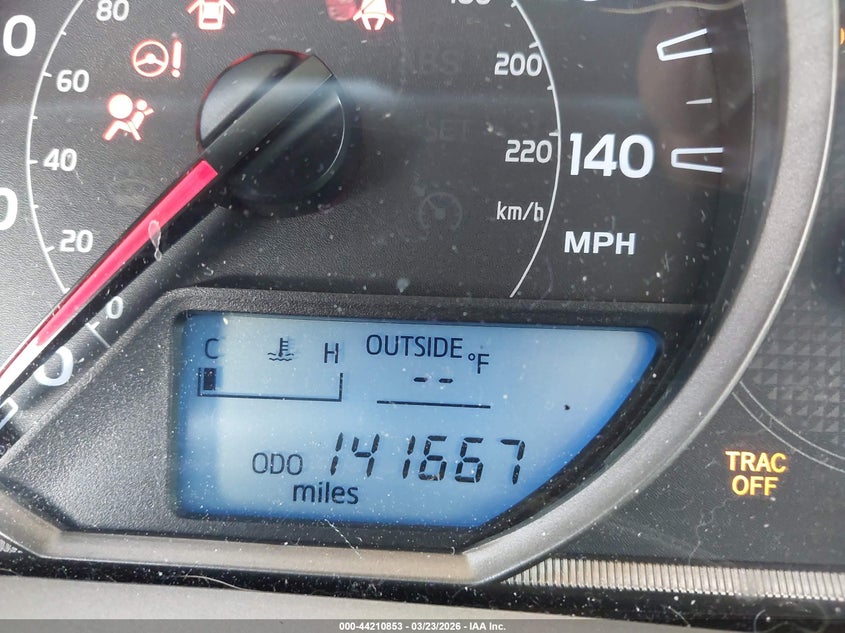 80
60
40
20
0
200
220
km/h
140
MPH
C H OUTSIDE °F
--
ODO 141667
miles
TRAC
OFF
000-44210853 - 03/23/2026 - IAA Inc.